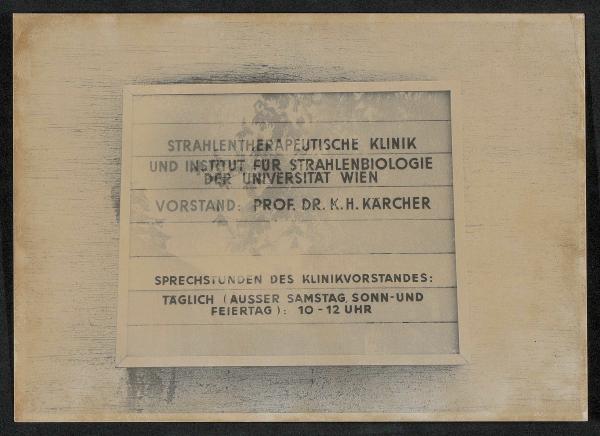 STRAHLENTHERAPEUTISCHE KLINIK
UND INSTITUT FÜR STRAHLENBIOLOGIE
DER UNIVERSITÄT WIEN
VORSTAND: PROF. DR. K. H. KÄRCHER
SPRECHSTUNDEN DES KLINIKVORSTANDES:
TÄGLICH (AUSSER SAMSTAG, SONN-UND
FEIERTAG): 10 - 12 UHR